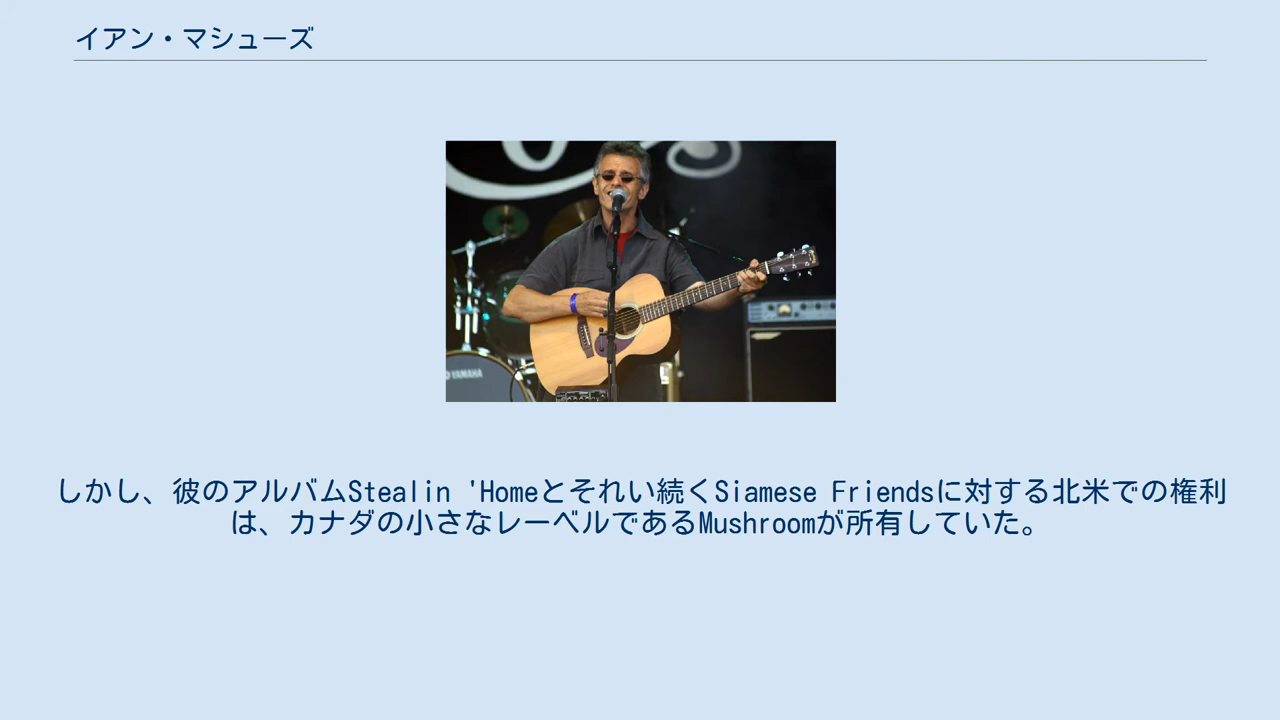 イアン・マシューズ
YAMAHA
しかし、彼のアルバムStealin 'Homeとそれい続くSiamese Friendsに対する北米での権利
は、カナダの小さなレーベルであるMushroomが所有していた。